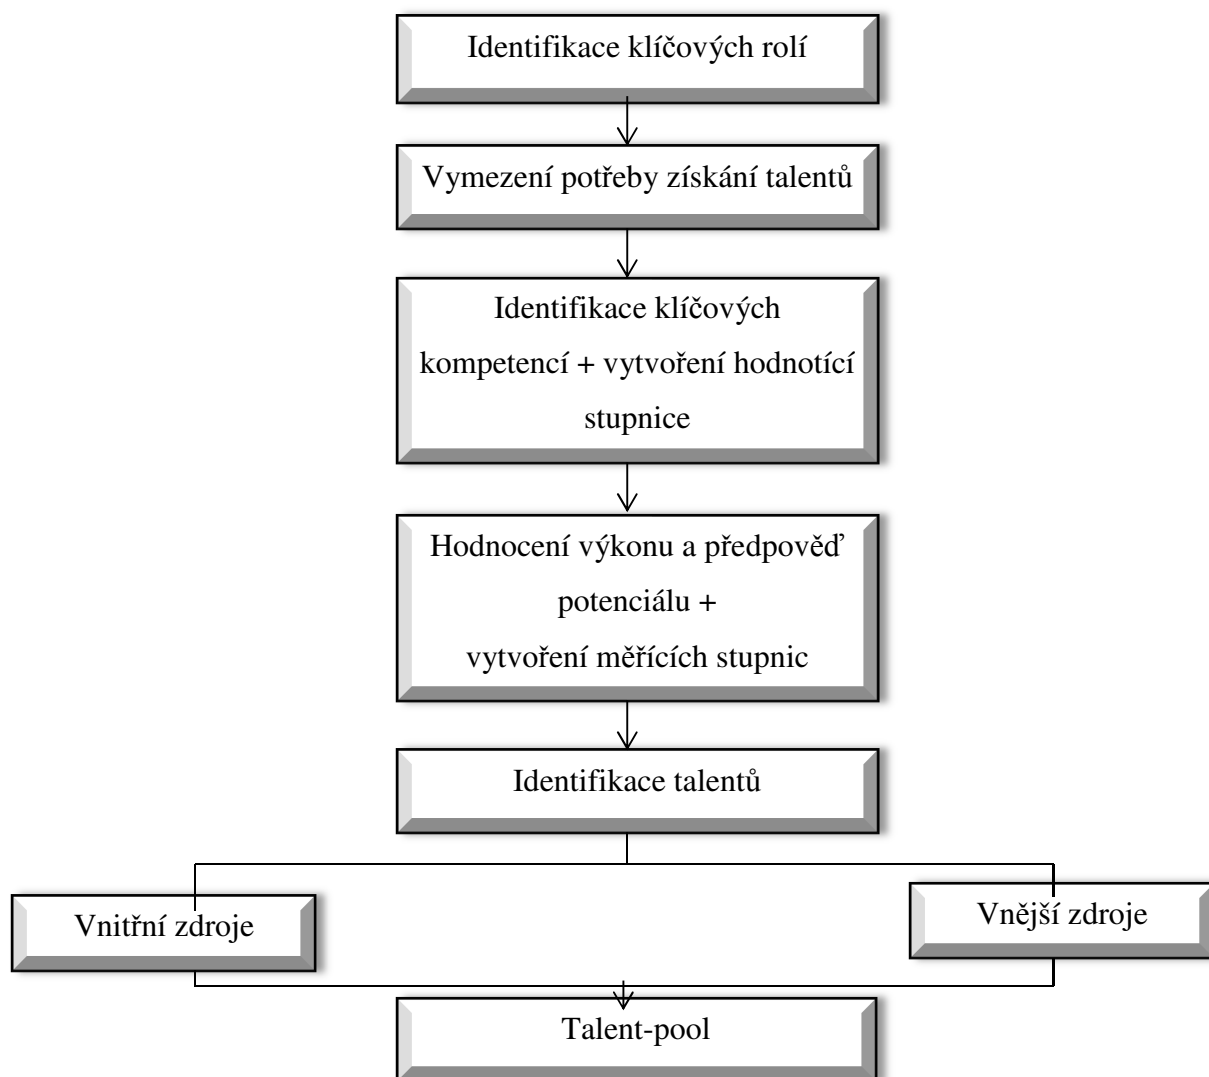 Identifikace klíčových rolí
Vymezení potřeby získání talentů
Identifikace klíčových
kompetencí + vytvoření hodnotící
stupnice
Hodnocení výkonu a předpověď
potenciálu +
vytvoření měřících stupnic
Identifikace talentů
Vnitřní zdroje
Vnější zdroje
Talent-pool